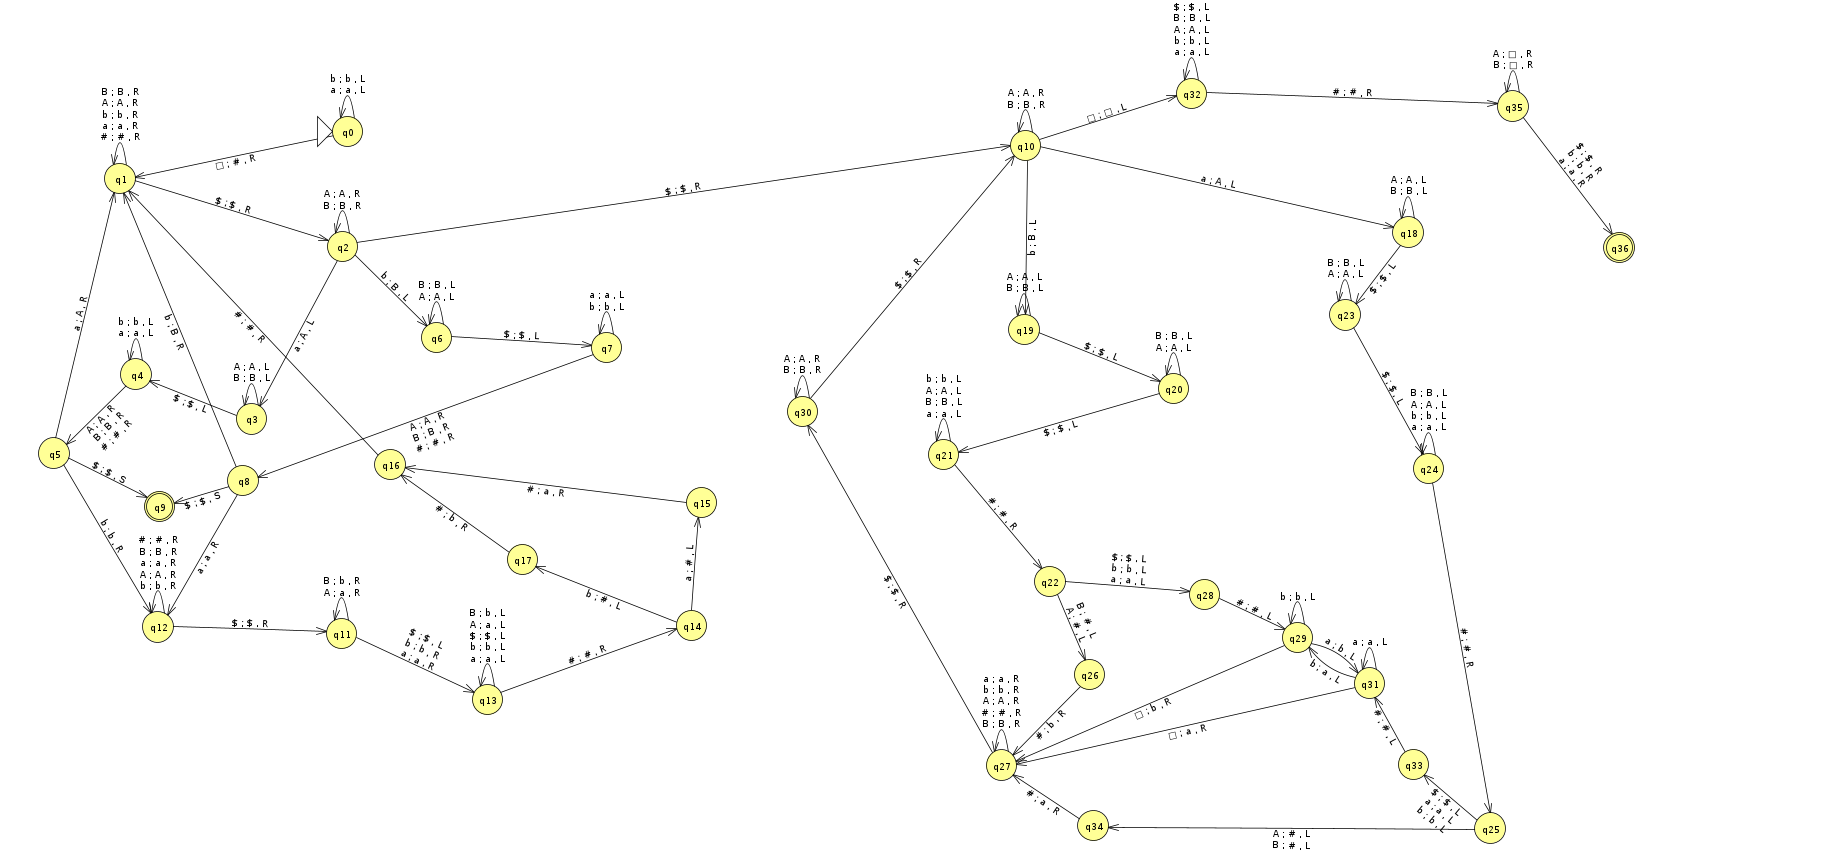 $ ; $ , L
B ; B , L
A ; A , L
b ; b , L
a ; a , L
q32
A ; □ , R
B ; □ , R
q35
# ; # , R
b ; b , L
a ; a , L
q0
B ; B , R
A ; A , R
b ; b , R
a ; a , R
# ; # , R
q1
□ ; # , R
A ; A , R
B ; B , R
q10
□ ; □ , L
$ ; $ , R
b ; b , R
a ; a , R
q36
$ ; $ , R
A ; A , R
B ; B , R
q2
$ ; $ , R
a ; A , L
A ; A , L
B ; B , L
q18
b ; B , L
B ; B , L
A ; A , L
q6
a ; a , L
b ; b , L
q7
$ ; $ , L
a ; A , R
b ; B , R
# ; # , R
a ; A , L
b ; b , L
a ; a , L
q4
A ; A , L
B ; B , L
q3
$ ; $ , L
$ ; $ , R
b ; B , L
A ; A , L
B ; B , L
q19
$ ; $ , L
B ; B , L
A ; A , L
q20
B ; B , L
A ; A , L
q23
$ ; $ , L
$ ; $ , L
A ; A , R
B ; B , R
q30
b ; b , L
A ; A , L
B ; B , L
a ; a , L
q21
$ ; $ , L
B ; B , L
A ; A , L
b ; b , L
a ; a , L
q24
A ; A , R
B ; B , R
# ; # , R
q5
A ; A , R
B ; B , R
# ; # , R
q16
q8
$ ; $ , S
$ ; $ , S
q9
# ; a , R
q15
# ; b , R
q17
a ; # , L
b ; # , L
q14
b ; b , R
a ; a , R
# ; # , R
B ; B , R
a ; a , R
A ; A , R
b ; b , R
q12
$ ; $ , R
B ; b , R
A ; a , R
q11
$ ; $ , L
b ; b , R
a ; a , R
B ; b , L
A ; a , L
$ ; $ , L
b ; b , L
a ; a , L
q13
# ; # , R
# ; # , R
q22
$ ; $ , L
b ; b , L
a ; a , L
q28
# ; # , L
b ; b , L
q29
B ; # , L
A ; # , L
q26
$ ; $ , R
# ; b , R
a ; b , L
b ; a , L
a ; a , L
q31
# ; # , R
a ; a , R
b ; b , R
A ; A , R
# ; # , R
B ; B , R
q27
□ ; b , R
□ ; a , R
# ; # , L
q33
$ ; $ , L
a ; a , L
b ; b , L
q25
# ; a , R
q34
A ; # , L
B ; # , L